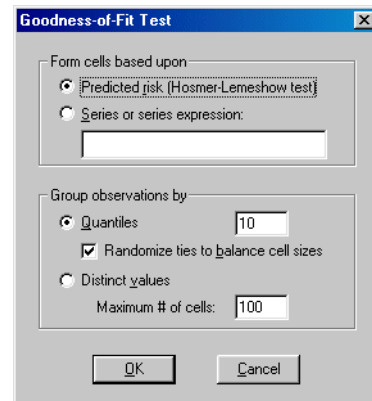 Goodness-of-Fit Test
Form cells based upon
Predicted risk (Hosmer-Lemeshow test)
Series or series expression:
Group observations by
Quantiles 10
Randomize ties to balance cell sizes
Distinct values
Maximum # of cells: 100
OK Cancel